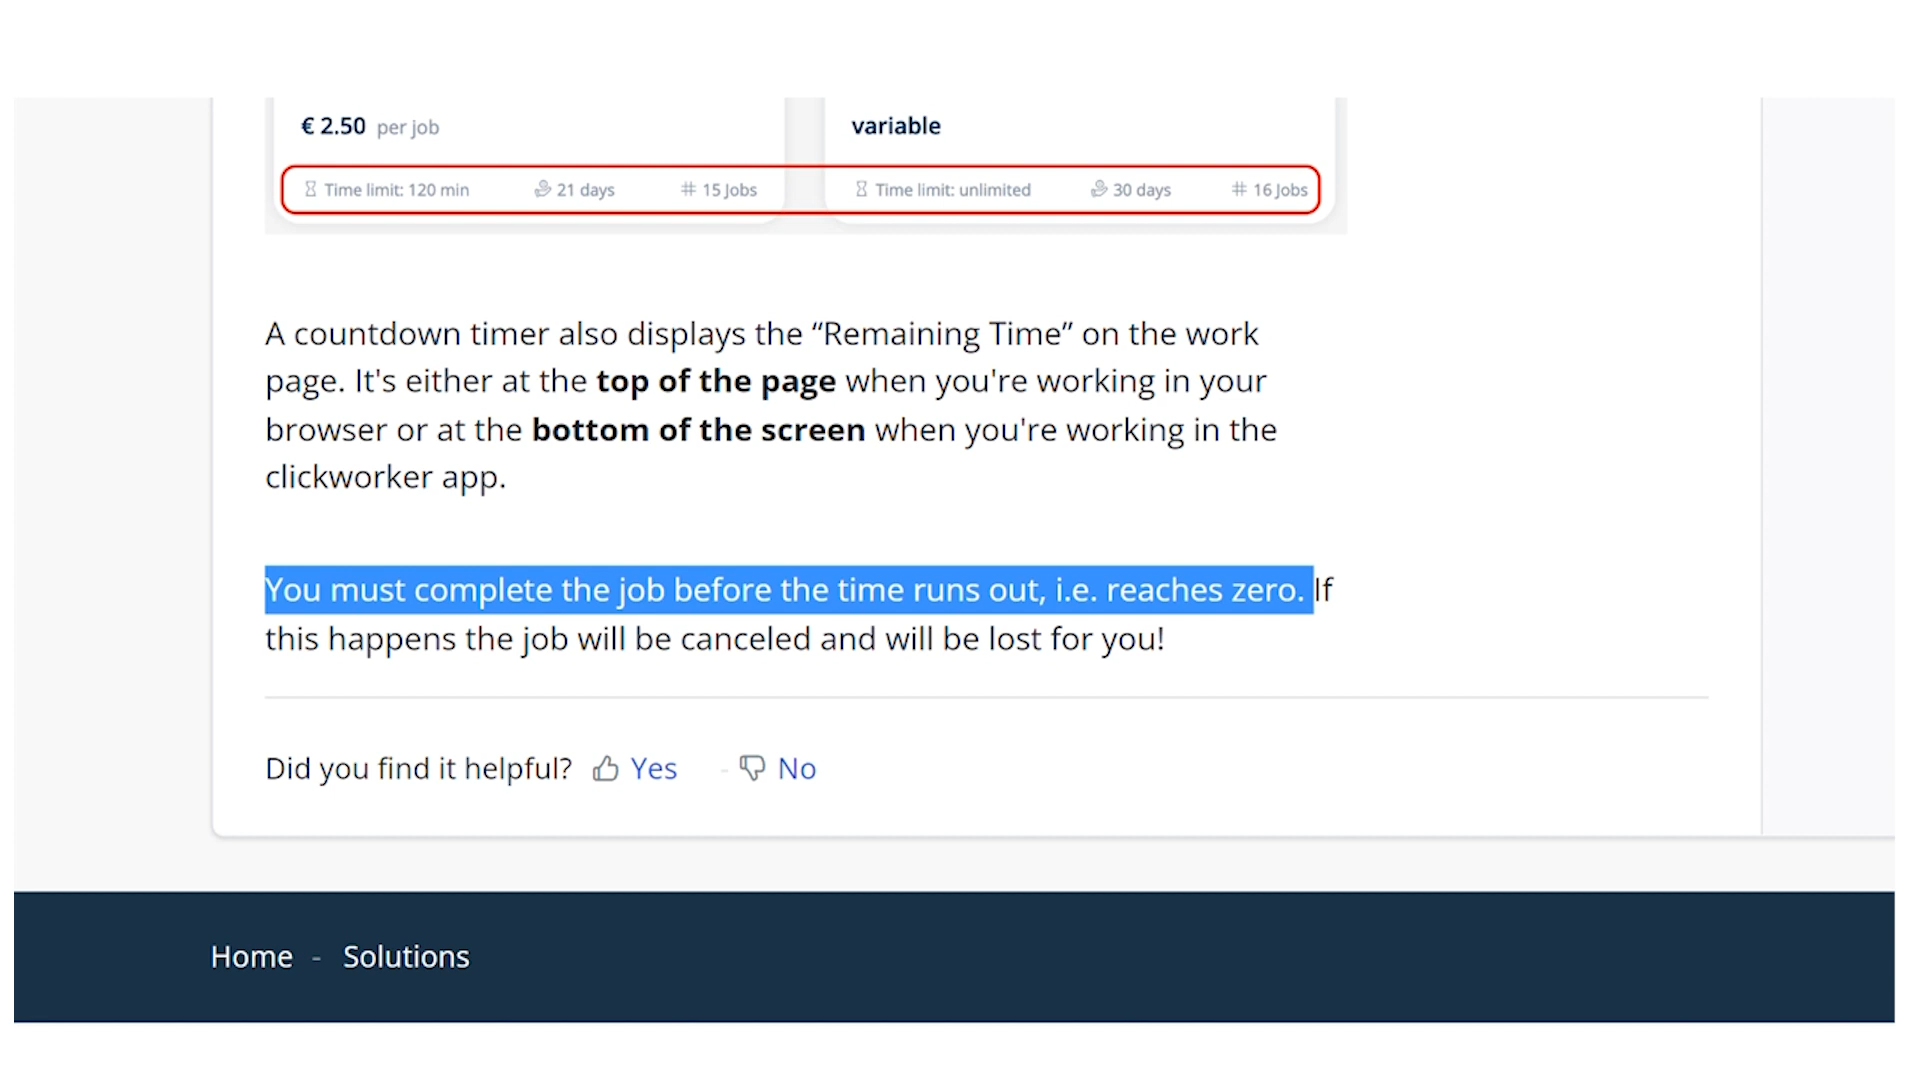 € 2.50 per job
variable
Time limit: 120 min 21 days # 15 Jobs
Time limit: unlimited 30 days # 16 Jobs
A countdown timer also displays the “Remaining Time” on the work
page. It's either at the top of the page when you're working in your
browser or at the bottom of the screen when you're working in the
clickworker app.
You must complete the job before the time runs out, i.e. reaches zero. If
this happens the job will be canceled and will be lost for you!
Did you find it helpful? Yes - No
Home - Solutions